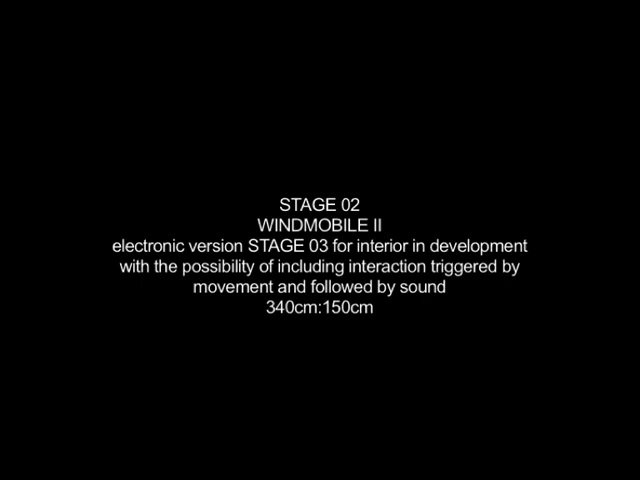 STAGE 02
WINDMOBILE II
electronic version STAGE 03 for interior in development
with the possibility of including interaction triggered by
movement and followed by sound
340cm:150cm